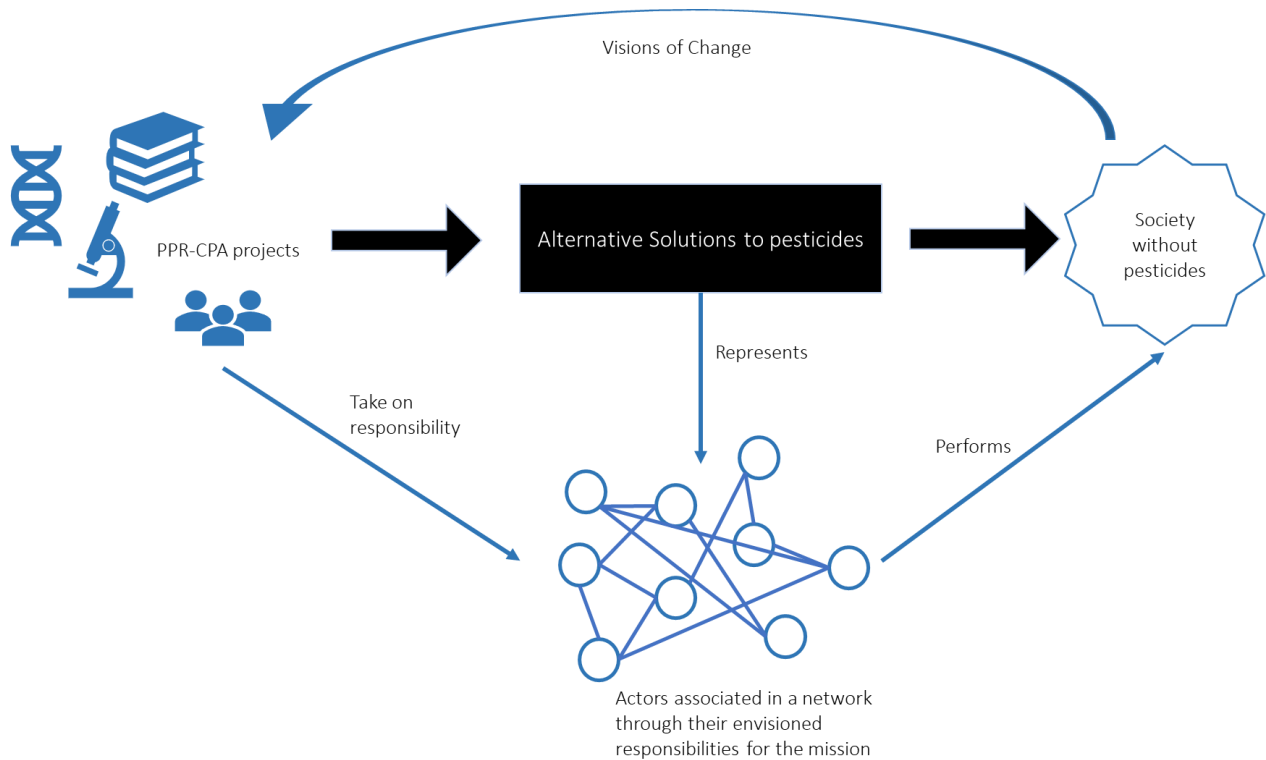 Visions of Change
PPR-CPA projects
Alternative Solutions to pesticides
Society
without
pesticides
Represents
Take on
responsibility
Performs
Actors associated in a network
through their envisioned
responsibilities for the mission